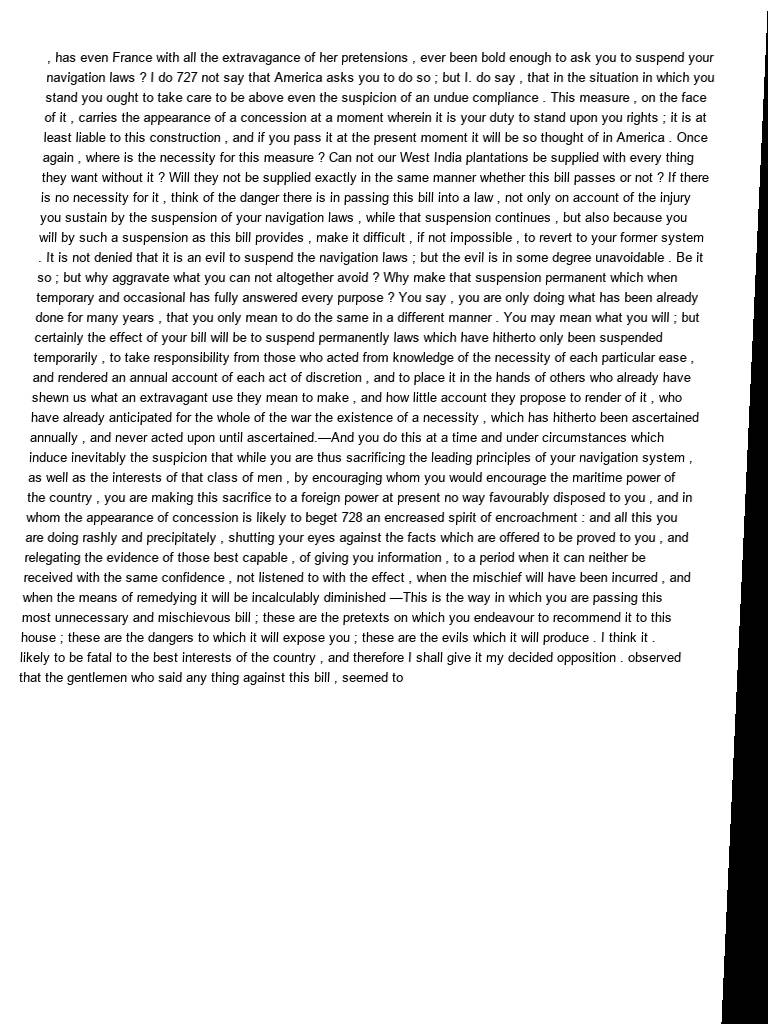 , has even France with all the extravagance of her pretensions , ever been bold enough to ask you to suspend your
navigation laws ? I do 727 not say that America asks you to do so ; but I. do say , that in the situation in which you
stand you ought to take care to be above even the suspicion of an undue compliance . This measure , on the face
of it , carries the appearance of a concession at a moment wherein it is your duty to stand upon you rights ; it is at
least liable to this construction , and if you pass it at the present moment it will be so thought of in America . Once
again , where is the necessity for this measure ? Can not our West India plantations be supplied with every thing
they want without it ? Will they not be supplied exactly in the same manner whether this bill passes or not ? If there
is no necessity for it , think of the danger there is in passing this bill into a law , not only on account of the injury
you sustain by the suspension of your navigation laws , while that suspension continues , but also because you
will by such a suspension as this bill provides , make it difficult , if not impossible , to revert to your former system
. It is not denied that it is an evil to suspend the navigation laws ; but the evil is in some degree unavoidable . Be it
so ; but why aggravate what you can not altogether avoid ? Why make that suspension permanent which when
temporary and occasional has fully answered every purpose ? You say , you are only doing what has been already
done for many years , that you only mean to do the same in a different manner . You may mean what you will ; but
certainly the effect of your bill will be to suspend permanently laws which have hitherto only been suspended
temporarily , to take responsibility from those who acted from knowledge of the necessity of each particular ease ,
and rendered an annual account of each act of discretion , and to place it in the hands of others who already have
shewn us what an extravagant use they mean to make , and how little account they propose to render of it , who
have already anticipated for the whole of the war the existence of a necessity , which has hitherto been ascertained
annually , and never acted upon until ascertained.—And you do this at a time and under circumstances which
induce inevitably the suspicion that while you are thus sacrificing the leading principles of your navigation system ,
as well as the interests of that class of men , by encouraging whom you would encourage the maritime power of
the country , you are making this sacrifice to a foreign power at present no way favourably disposed to you , and in
whom the appearance of concession is likely to beget 728 an encreased spirit of encroachment : and all this you
are doing rashly and precipitately , shutting your eyes against the facts which are offered to be proved to you , and
relegating the evidence of those best capable , of giving you information , to a period when it can neither be
received with the same confidence , not listened to with the effect , when the mischief will have been incurred , and
when the means of remedying it will be incalculably diminished —This is the way in which you are passing this
most unnecessary and mischievous bill ; these are the pretexts on which you endeavour to recommend it to this
house ; these are the dangers to which it will expose you ; these are the evils which it will produce . I think it .
likely to be fatal to the best interests of the country , and therefore I shall give it my decided opposition . observed
that the gentlemen who said any thing against this bill , seemed to